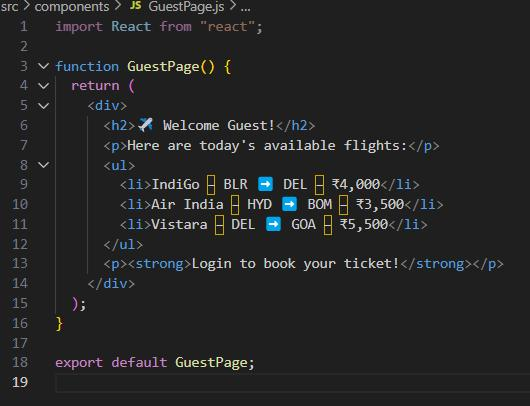 src > components > JS GuestPage.js > ...
1 import React from "react";
2
3 function GuestPage() {
4 return (
5 <div>
6 <h2>✈️ Welcome Guest!</h2>
7 <p>Here are today's available flights:</p>
8 <ul>
9 <li>IndiGo – BLR ➡️ DEL – ₹4,000</li>
10 <li>Air India – HYD ➡️ BOM – ₹3,500</li>
11 <li>Vistara – DEL ➡️ GOA – ₹5,500</li>
12 </ul>
13 <p><strong>Login to book your ticket!</strong></p>
14 </div>
15 );
16 }
17
18 export default GuestPage;
19